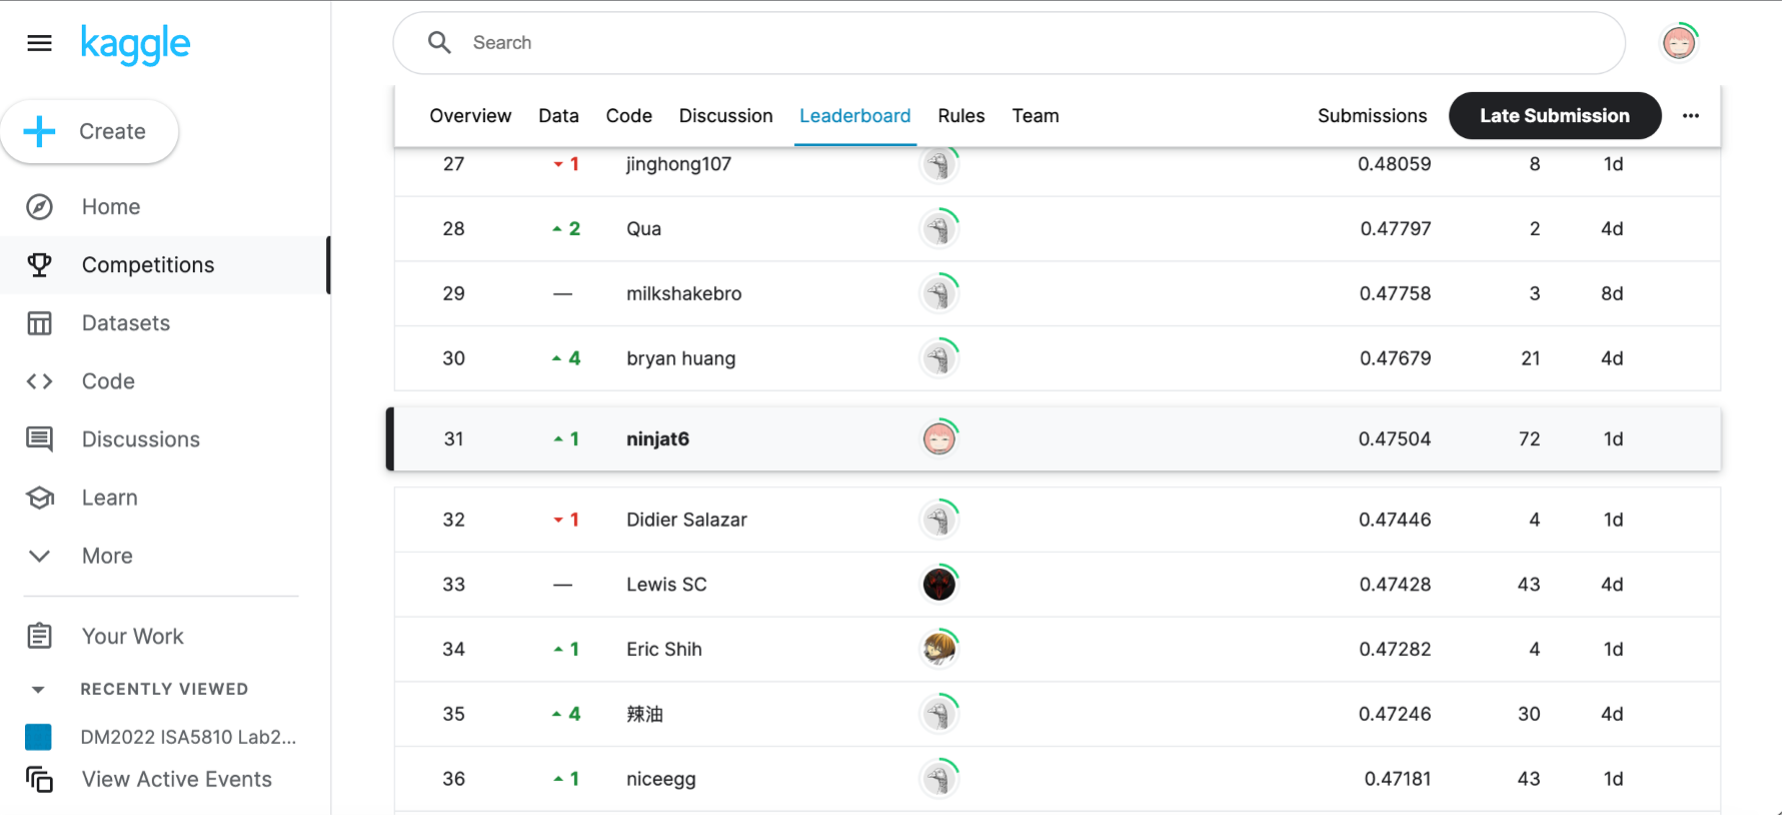 kaggle
Search
Create
Home
Competitions
Datasets
Code
Discussions
Learn
More
Your Work
RECENTLY VIEWED
DM2022 ISA5810 Lab2...
View Active Events
Overview Data Code Discussion Leaderboard Rules Team Submissions Late Submission ...
27 1 jinghong107 0.48059 8 1d
28 2 Qua 0.47797 2 4d
29 — milkshakebro 0.47758 3 8d
30 4 bryan huang 0.47679 21 4d
31 1 ninjat6 0.47504 72 1d
32 1 Didier Salazar 0.47446 4 1d
33 — Lewis SC 0.47428 43 4d
34 1 Eric Shih 0.47282 4 1d
35 4 辣油 0.47246 30 4d
36 1 niceegg 0.47181 43 1d